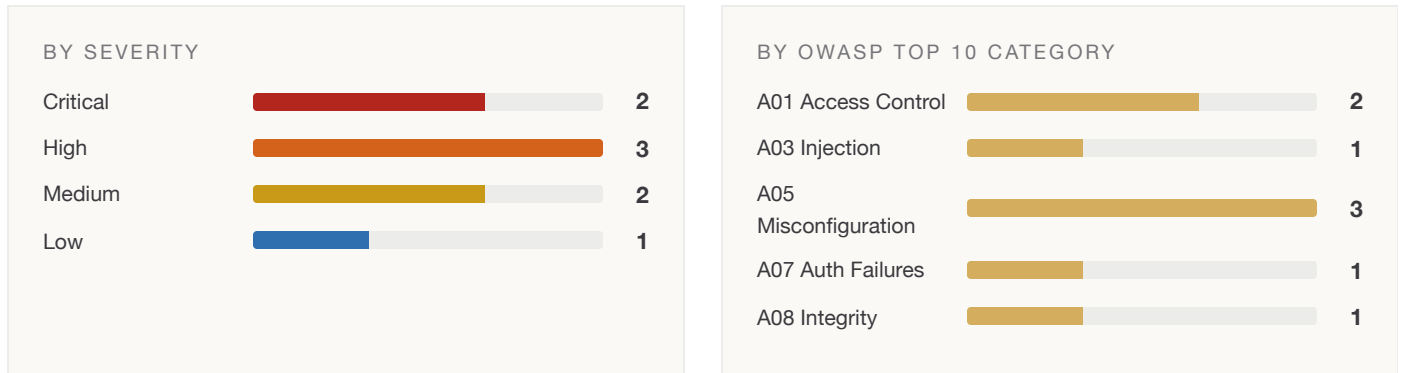 BY SEVERITY
Critical 2
High 3
Medium 2
Low 1
BY OWASP TOP 10 CATEGORY
A01 Access Control 2
A03 Injection 1
A05
Misconfiguration 3
A07 Auth Failures 1
A08 Integrity 1